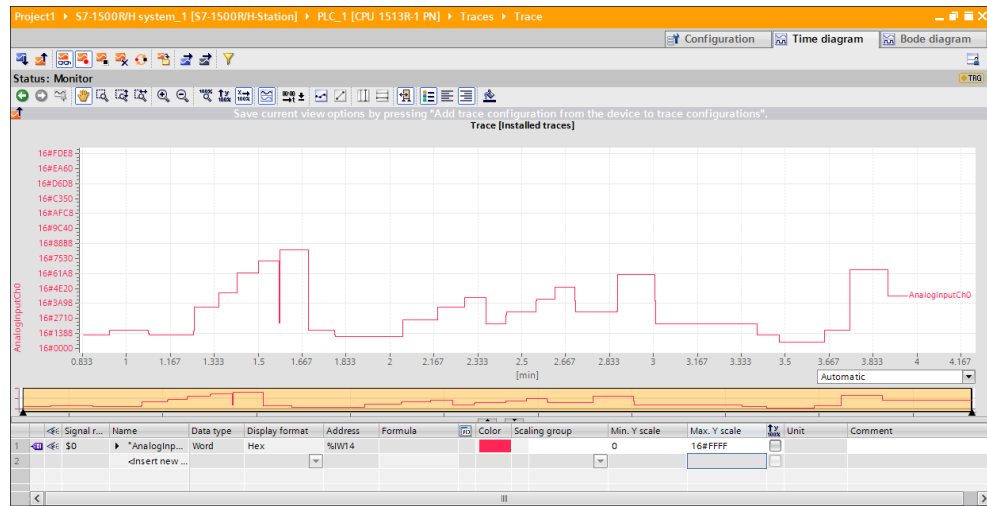 Project1 ▸ S7-1500R/H system_1 [S7-1500R/H-Station] ▸ PLC_1 [CPU 1513R-1 PN] ▸ Traces ▸ Trace
Configuration Time diagram Bode diagram
Status: Monitor
TRG
Save current view options by pressing "Add trace configuration from the device to trace configurations".
Trace [Installed traces]
16#FDE8
16#EA60
16#D6D8
16#C350
16#AFC8
16#9C40
16#88B8
16#7530
16#61A8
16#4E20
16#3A98
16#2710
16#1388
16#0000
AnalogInputCh0
AnalogInputCh0
0.833 1 1.167 1.333 1.5 1.667 1.833 2 2.167 2.333 2.5 2.667 2.833 3 3.167 3.333 3.5 3.667 3.833 4 4.167
[min]
Automatic
Signal r... Name Data type Display format Address Formula Color Scaling group Min. Y scale Max. Y scale Unit Comment
1 $0 "AnalogInp... Word Hex %IW14 0 16#FFFF
2 <Insert new ...